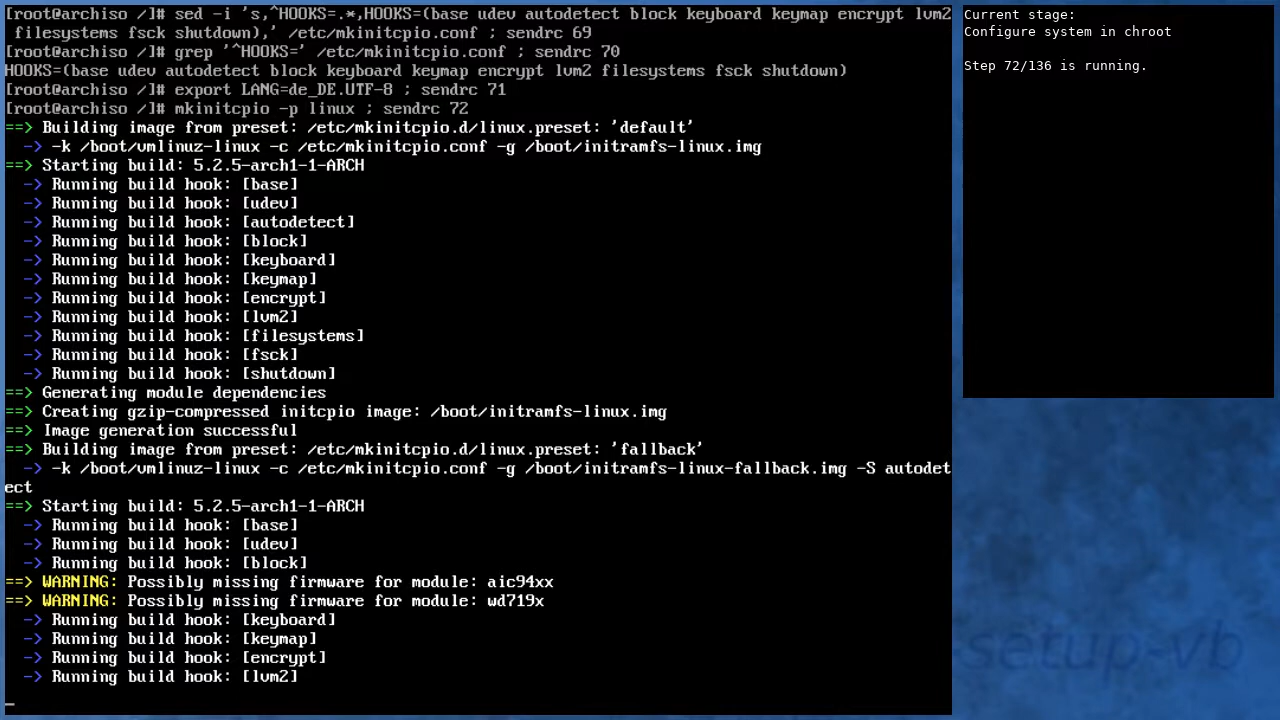 [root@archiso /]# sed -i 's,^HOOKS=.*,HOOKS=(base udev autodetect block keyboard keymap encrypt lvm2
 filesystems fsck shutdown),' /etc/mkinitcpio.conf ; sendrc 69
[root@archiso /]# grep '^HOOKS=' /etc/mkinitcpio.conf ; sendrc 70
HOOKS=(base udev autodetect block keyboard keymap encrypt lvm2 filesystems fsck shutdown)
[root@archiso /]# export LANG=de_DE.UTF-8 ; sendrc 71
[root@archiso /]# mkinitcpio -p linux ; sendrc 72
==> Building image from preset: /etc/mkinitcpio.d/linux.preset: 'default'
  -> -k /boot/vmlinuz-linux -c /etc/mkinitcpio.conf -g /boot/initramfs-linux.img
==> Starting build: 5.2.5-arch1-1-ARCH
  -> Running build hook: [base]
  -> Running build hook: [udev]
  -> Running build hook: [autodetect]
  -> Running build hook: [block]
  -> Running build hook: [keyboard]
  -> Running build hook: [keymap]
  -> Running build hook: [encrypt]
  -> Running build hook: [lvm2]
  -> Running build hook: [filesystems]
  -> Running build hook: [fsck]
  -> Running build hook: [shutdown]
==> Generating module dependencies
==> Creating gzip-compressed initcpio image: /boot/initramfs-linux.img
==> Image generation successful
==> Building image from preset: /etc/mkinitcpio.d/linux.preset: 'fallback'
  -> -k /boot/vmlinuz-linux -c /etc/mkinitcpio.conf -g /boot/initramfs-linux-fallback.img -S autodet
ect
==> Starting build: 5.2.5-arch1-1-ARCH
  -> Running build hook: [base]
  -> Running build hook: [udev]
  -> Running build hook: [block]
==> WARNING: Possibly missing firmware for module: aic94xx
==> WARNING: Possibly missing firmware for module: wd719x
  -> Running build hook: [keyboard]
  -> Running build hook: [keymap]
  -> Running build hook: [encrypt]
  -> Running build hook: [lvm2]
Current stage:
Configure system in chroot
Step 72/136 is running.
setup-vb